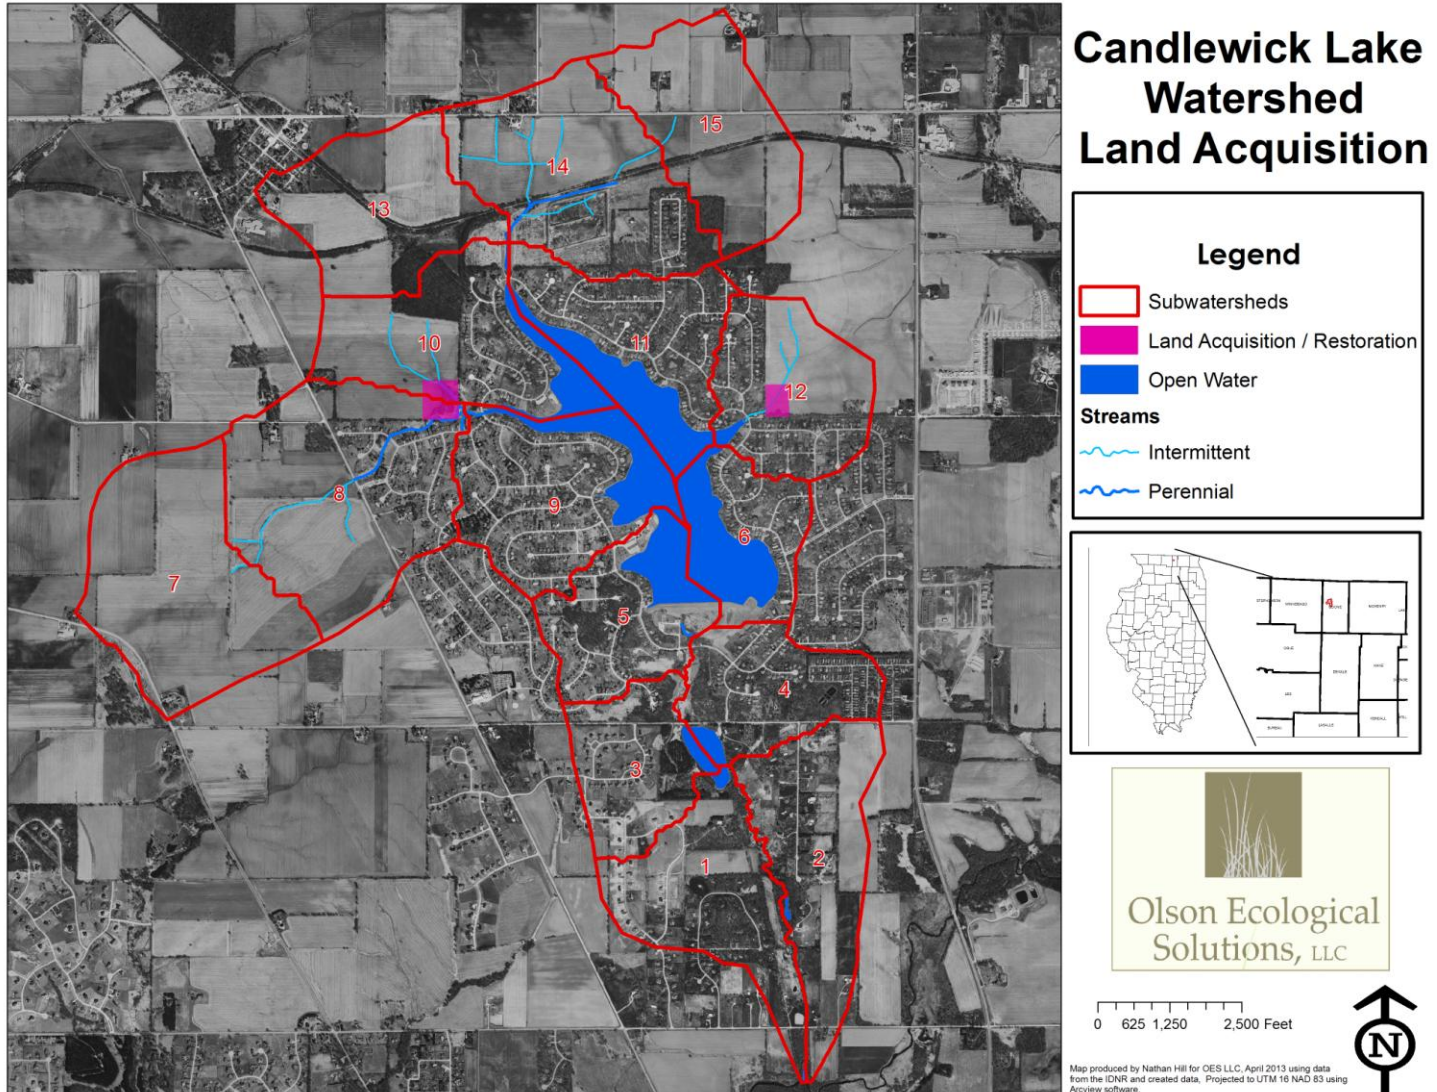 Candlewick Lake
Watershed
Land Acquisition
Legend
Subwatersheds
Land Acquisition / Restoration
Open Water
Streams
Intermittent
Perennial
15
14
13
10
11
12
8
9
6
7
5
4
3
2
1
Olson Ecological
Solutions, LLC
0 625 1,250 2,500 Feet
N
Map produced by Nathan Hill for OES LLC, April 2013 using data
from the IDNR and created data, Projected to UTM 16 NAD 83 using
Arcview software.